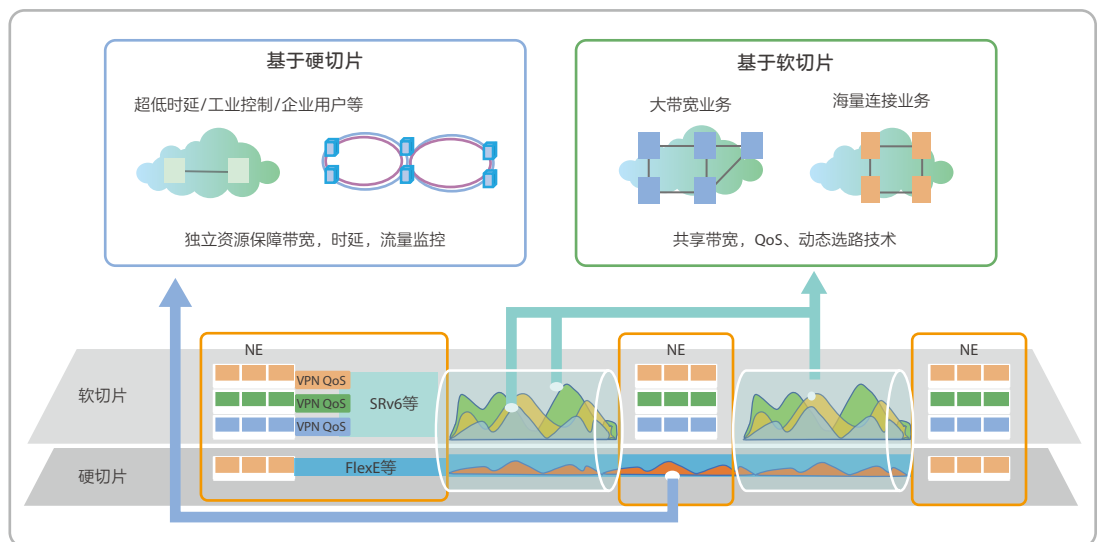 基于硬切片
超低时延/工业控制/企业用户等
独立资源保障带宽，时延，流量监控
基于软切片
大带宽业务
海量连接业务
共享带宽，QoS、动态选路技术
NE
NE
NE
软切片
VPN QoS
VPN QoS
VPN QoS
SRv6等
硬切片
FlexE等